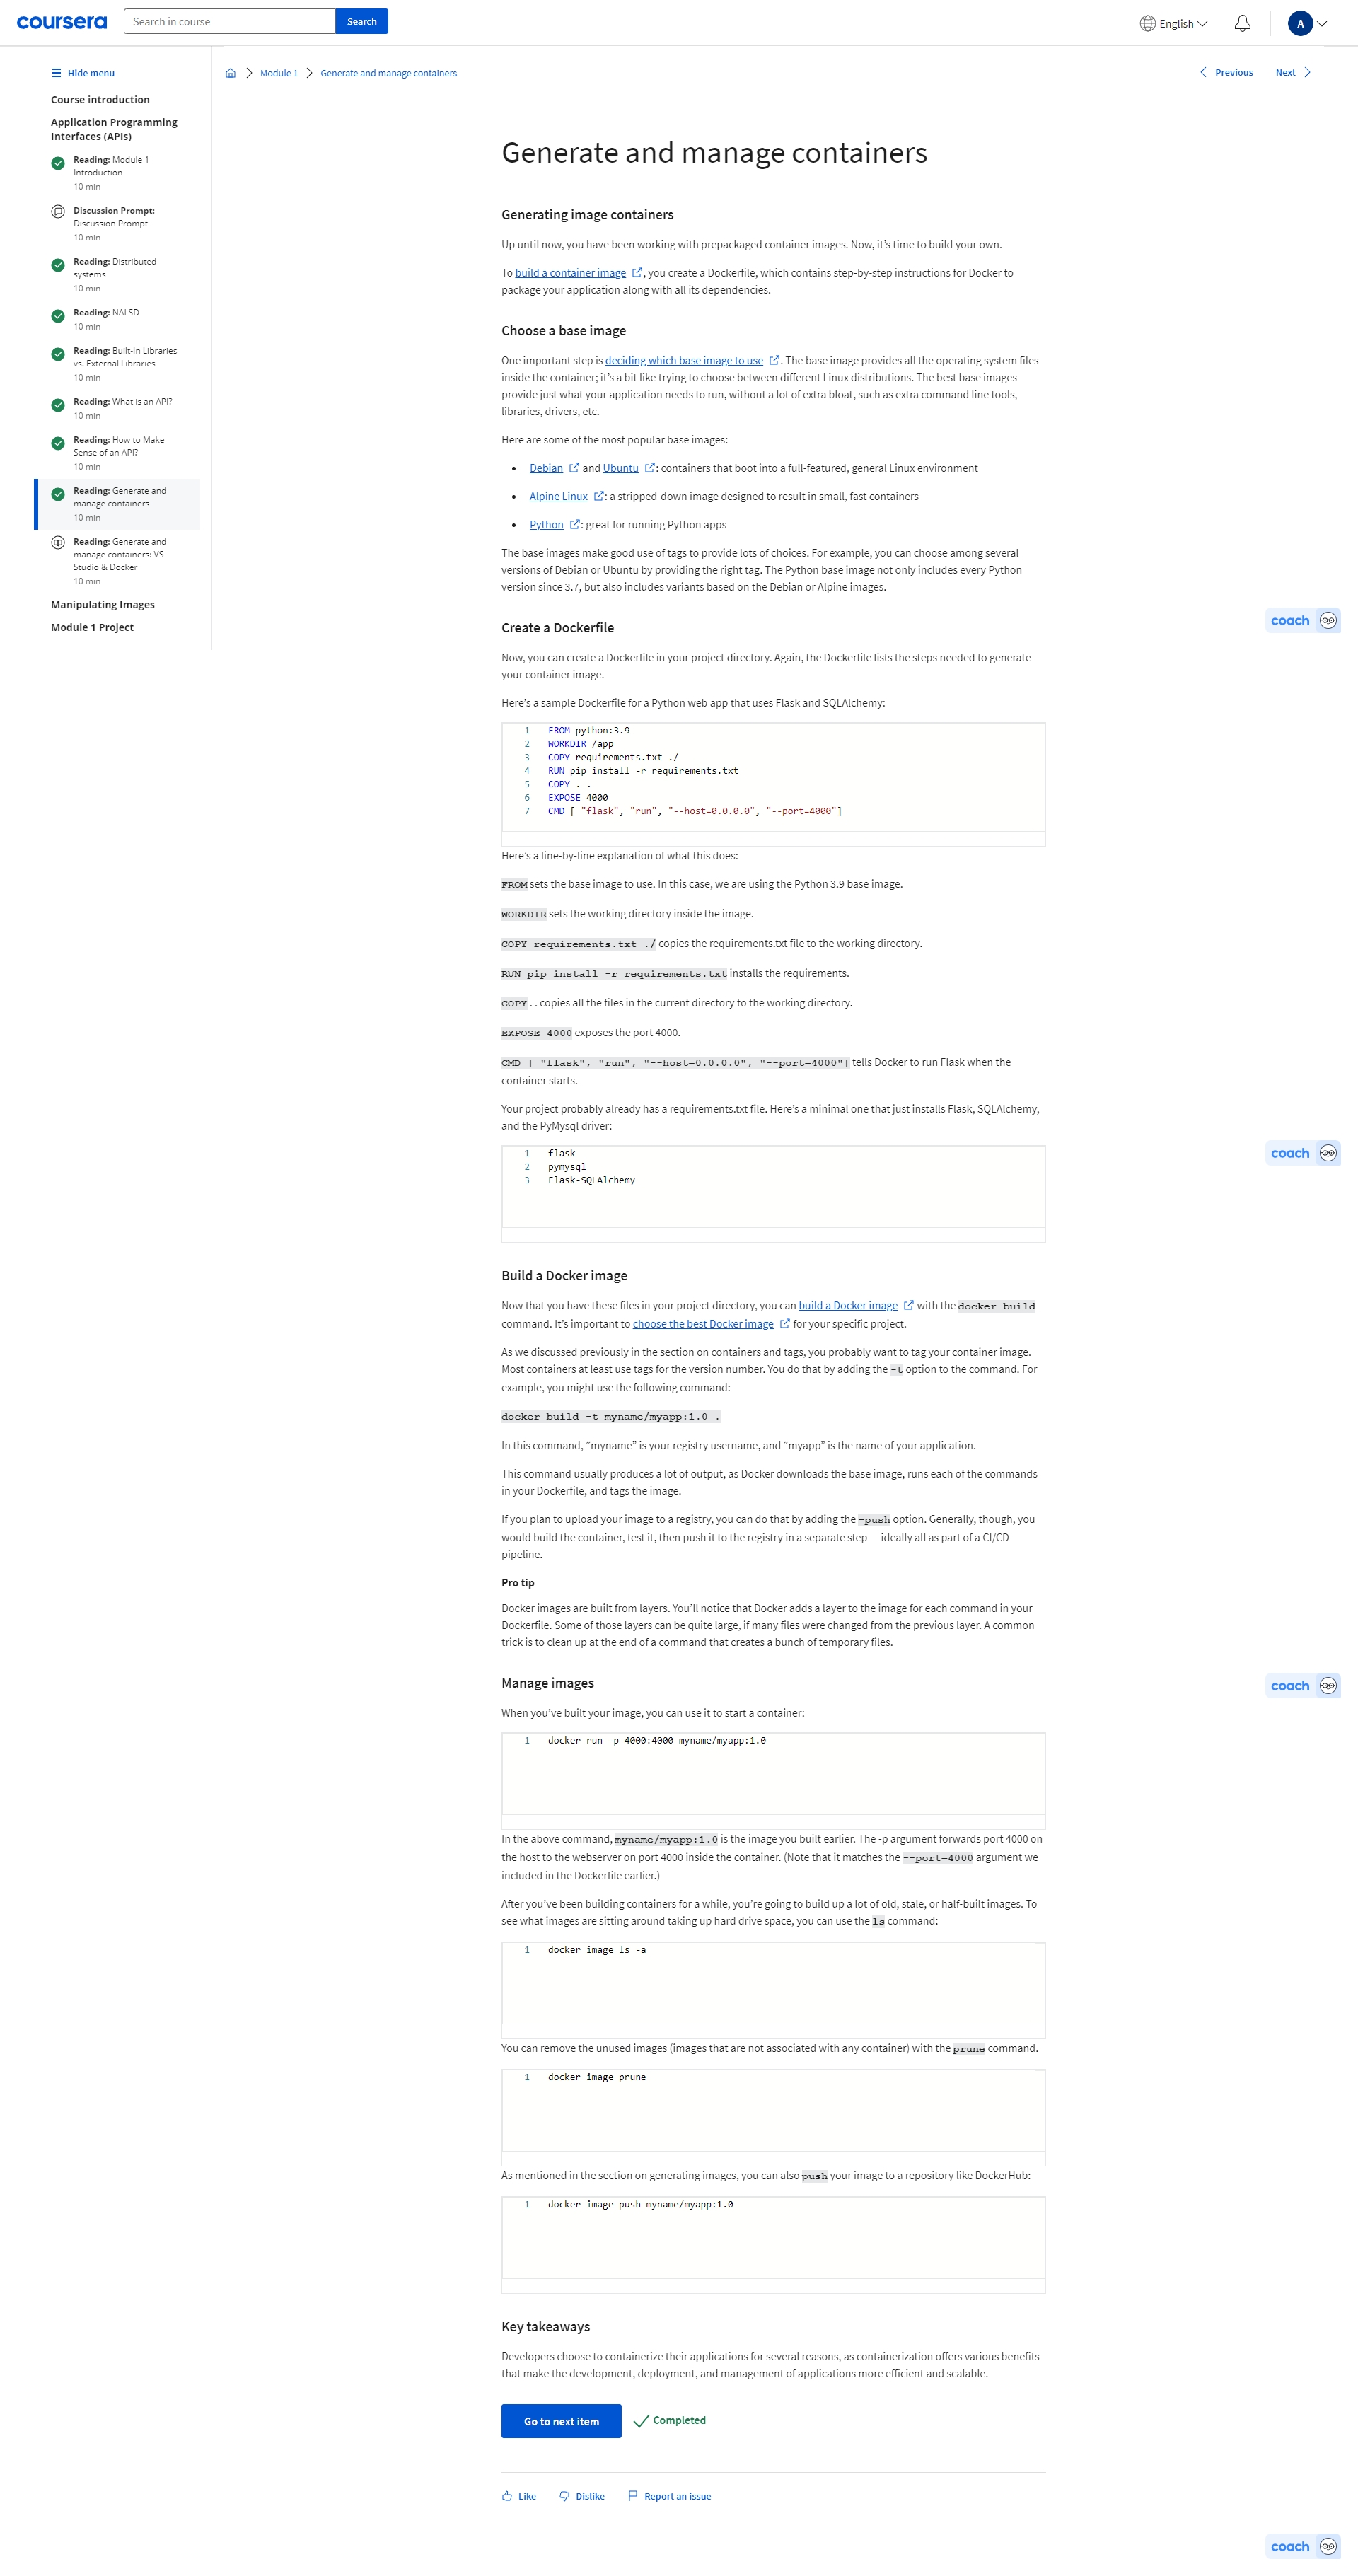 coursera
Search in course
Search
English
A
Hide menu
Course introduction
Application Programming
Interfaces (APIs)
Reading: Module 1
Introduction
10 min
Discussion Prompt:
Discussion Prompt
10 min
Reading: Distributed
systems
10 min
Reading: NALSD
10 min
Reading: Built-In Libraries
vs. External Libraries
10 min
Reading: What is an API?
10 min
Reading: How to Make
Sense of an API?
10 min
Reading: Generate and
manage containers
10 min
Reading: Generate and
manage containers: VS
Studio & Docker
10 min
Manipulating Images
Module 1 Project
Module 1
Generate and manage containers
Previous
Next
Generate and manage containers
Generating image containers
Up until now, you have been working with prepackaged container images. Now, it’s time to build your own.
To build a container image , you create a Dockerfile, which contains step-by-step instructions for Docker to
package your application along with all its dependencies.
Choose a base image
One important step is deciding which base image to use . The base image provides all the operating system files
inside the container; it’s a bit like trying to choose between different Linux distributions. The best base images
provide just what your application needs to run, without a lot of extra bloat, such as extra command line tools,
libraries, drivers, etc.
Here are some of the most popular base images:
• Debian and Ubuntu : containers that boot into a full-featured, general Linux environment
• Alpine Linux : a stripped-down image designed to result in small, fast containers
• Python : great for running Python apps
The base images make good use of tags to provide lots of choices. For example, you can choose among several
versions of Debian or Ubuntu by providing the right tag. The Python base image not only includes every Python
version since 3.7, but also includes variants based on the Debian or Alpine images.
coach
Create a Dockerfile
Now, you can create a Dockerfile in your project directory. Again, the Dockerfile lists the steps needed to generate
your container image.
Here’s a sample Dockerfile for a Python web app that uses Flask and SQLAlchemy:
1 FROM python:3.9
2 WORKDIR /app
3 COPY requirements.txt ./
4 RUN pip install -r requirements.txt
5 COPY . .
6 EXPOSE 4000
7 CMD [ "flask", "run", "--host=0.0.0.0", "--port=4000"]
Here’s a line-by-line explanation of what this does:
FROM sets the base image to use. In this case, we are using the Python 3.9 base image.
WORKDIR sets the working directory inside the image.
COPY requirements.txt ./ copies the requirements.txt file to the working directory.
RUN pip install -r requirements.txt installs the requirements.
COPY . . copies all the files in the current directory to the working directory.
EXPOSE 4000 exposes the port 4000.
CMD [ "flask", "run", "--host=0.0.0.0", "--port=4000"] tells Docker to run Flask when the
container starts.
Your project probably already has a requirements.txt file. Here’s a minimal one that just installs Flask, SQLAlchemy,
and the PyMysql driver:
coach
1 flask
2 pymysql
3 Flask-SQLAlchemy
Build a Docker image
Now that you have these files in your project directory, you can build a Docker image with the docker build
command. It’s important to choose the best Docker image for your specific project.
As we discussed previously in the section on containers and tags, you probably want to tag your container image.
Most containers at least use tags for the version number. You do that by adding the -t option to the command. For
example, you might use the following command:
docker build -t myname/myapp:1.0 .
In this command, “myname” is your registry username, and “myapp” is the name of your application.
This command usually produces a lot of output, as Docker downloads the base image, runs each of the commands
in your Dockerfile, and tags the image.
If you plan to upload your image to a registry, you can do that by adding the –push option. Generally, though, you
would build the container, test it, then push it to the registry in a separate step — ideally all as part of a CI/CD
pipeline.
Pro tip
Docker images are built from layers. You’ll notice that Docker adds a layer to the image for each command in your
Dockerfile. Some of those layers can be quite large, if many files were changed from the previous layer. A common
trick is to clean up at the end of a command that creates a bunch of temporary files.
Manage images
coach
When you’ve built your image, you can use it to start a container:
1 docker run -p 4000:4000 myname/myapp:1.0
In the above command, myname/myapp:1.0 is the image you built earlier. The -p argument forwards port 4000 on
the host to the webserver on port 4000 inside the container. (Note that it matches the --port=4000 argument we
included in the Dockerfile earlier.)
After you’ve been building containers for a while, you’re going to build up a lot of old, stale, or half-built images. To
see what images are sitting around taking up hard drive space, you can use the ls command:
1 docker image ls -a
You can remove the unused images (images that are not associated with any container) with the prune command.
1 docker image prune
As mentioned in the section on generating images, you can also push your image to a repository like DockerHub:
1 docker image push myname/myapp:1.0
Key takeaways
Developers choose to containerize their applications for several reasons, as containerization offers various benefits
that make the development, deployment, and management of applications more efficient and scalable.
Go to next item
Completed
Like
Dislike
Report an issue
coach